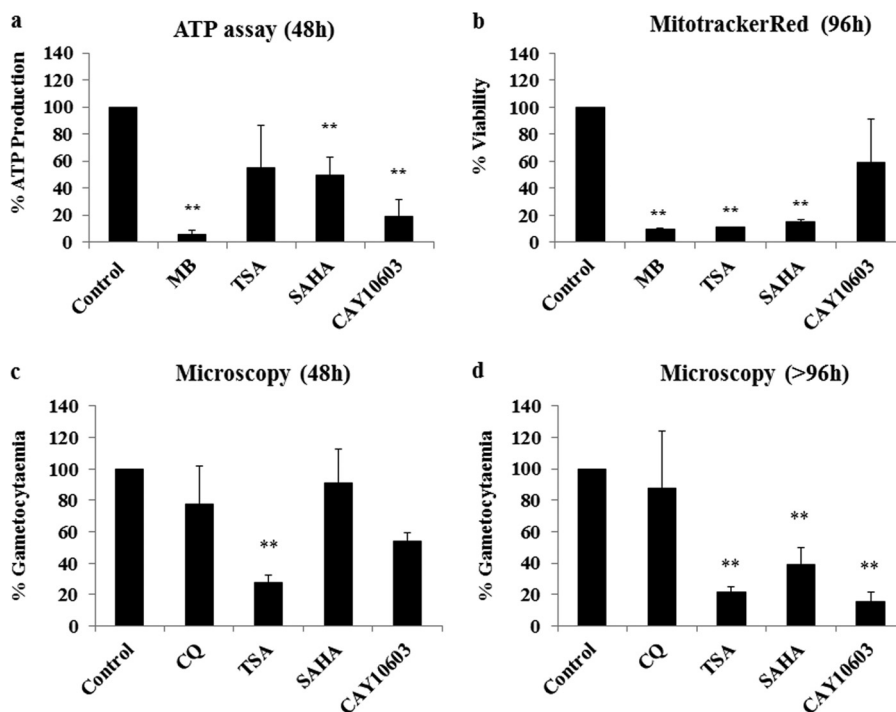 a
ATP assay (48h)
% ATP Production
140
120
100
80
60
40
20
0
**
**
**
Control
MB
TSA
SAHA
CAY10603
b
MitotrackerRed (96h)
% Viability
140
120
100
80
60
40
20
0
**
**
**
Control
MB
TSA
SAHA
CAY10603
c
Microscopy (48h)
% Gametocytaemia
140
120
100
80
60
40
20
0
**
Control
CQ
TSA
SAHA
CAY10603
d
Microscopy (>96h)
% Gametocytaemia
140
120
100
80
60
40
20
0
**
**
**
Control
CQ
TSA
SAHA
CAY10603